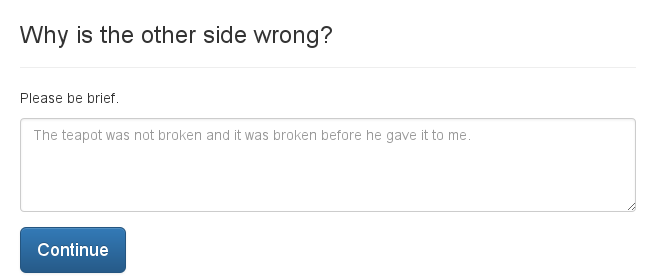 Why is the other side wrong?
Please be brief.
The teapot was not broken and it was broken before he gave it to me.
Continue